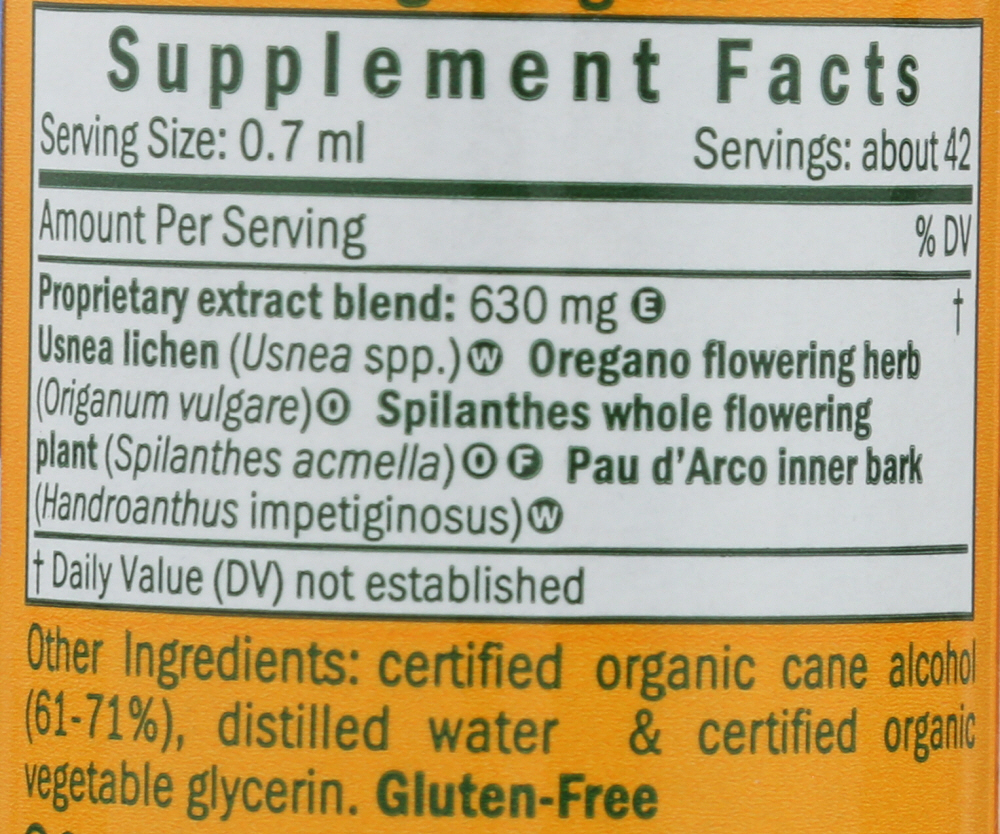 Supplement Facts
Serving Size: 0.7 ml Servings: about 42
Amount Per Serving % DV
Proprietary extract blend: 630 mg Ⓔ †
Usnea lichen (Usnea spp.)Ⓦ Oregano flowering herb
(Origanum vulgare)Ⓞ Spilanthes whole flowering
plant (Spilanthes acmella)Ⓞ Ⓕ Pau d'Arco inner bark
(Handroanthus impetiginosus)Ⓦ
† Daily Value (DV) not established
Other Ingredients: certified organic cane alcohol
(61-71%), distilled water & certified organic
vegetable glycerin. Gluten-Free